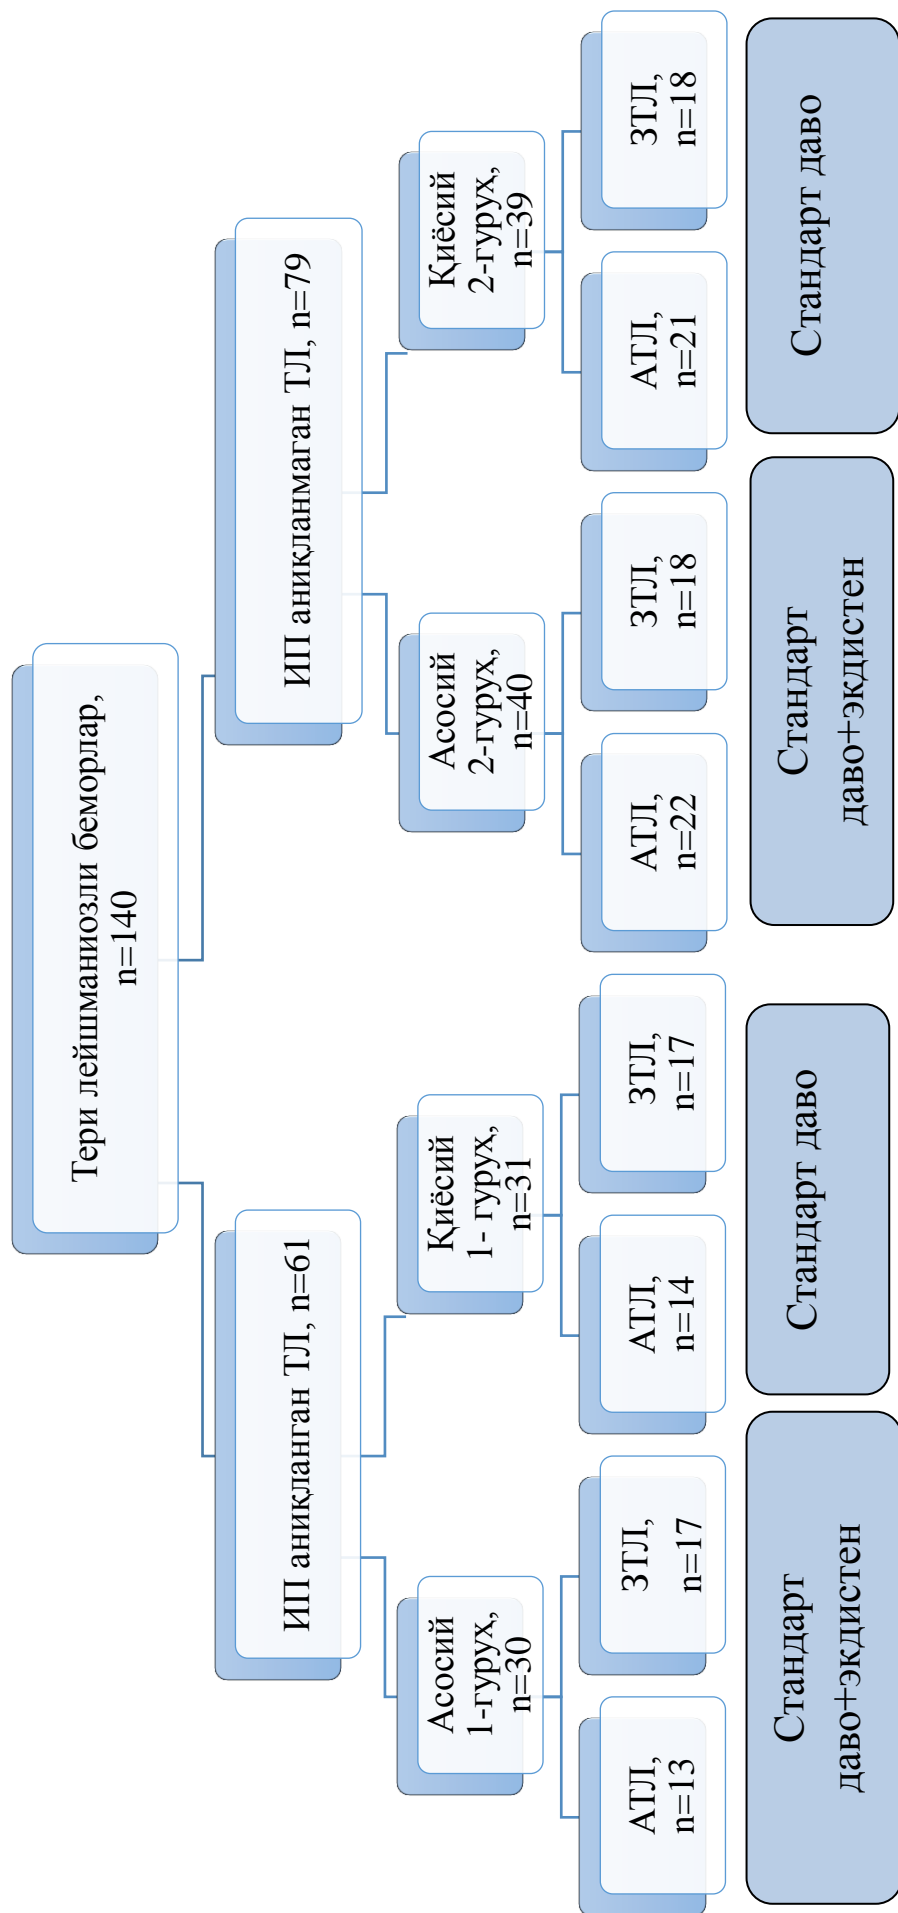 Тери лейшманиозли беморлар,
n=140
ИП аниқланган ТЛ, n=61
ИП аниқланмаган ТЛ, n=79
Асосий
1-гурух,
n=30
Қиёсий
1- гурух,
n=31
Асосий
2-гурух,
n=40
Қиёсий
2-гурух,
n=39
АТЛ,
n=13
ЗТЛ,
n=17
АТЛ,
n=14
ЗТЛ,
n=17
АТЛ,
n=22
ЗТЛ,
n=18
АТЛ,
n=21
ЗТЛ,
n=18
Стандарт
даво+экдистен
Стандарт даво
Стандарт
даво+экдистен
Стандарт даво